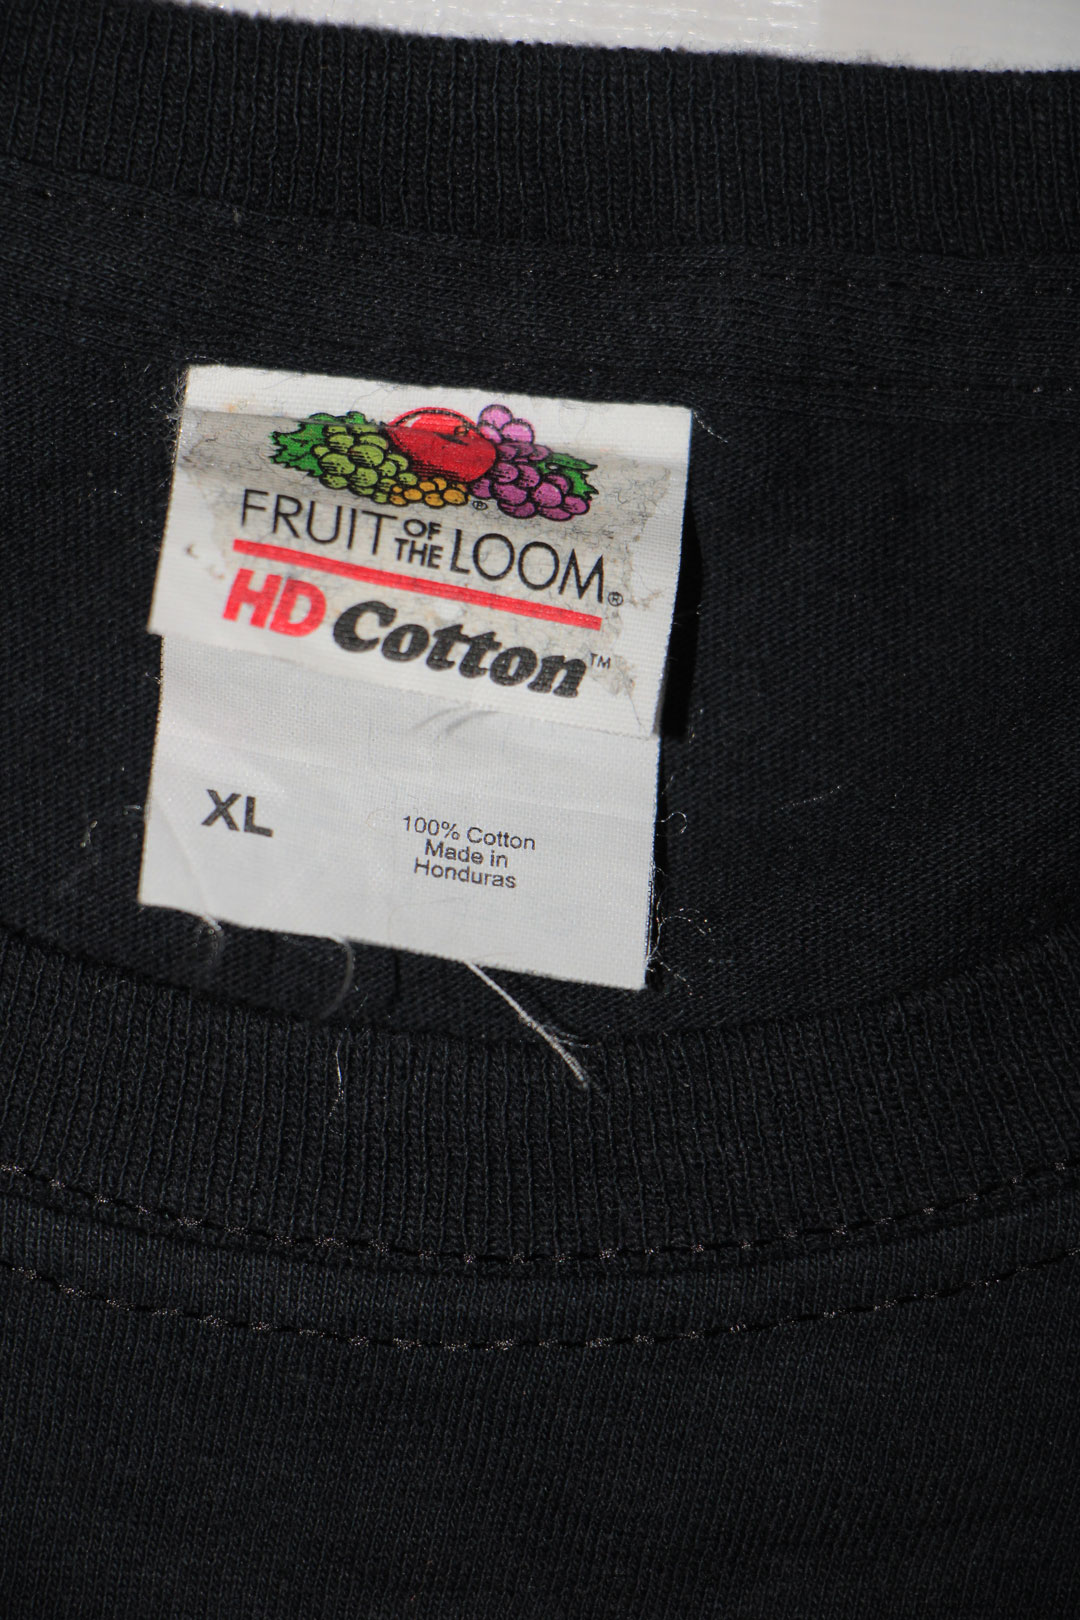 ®
FRUIT OF THE LOOM®
HD Cotton™
XL
100% Cotton
Made in
Honduras